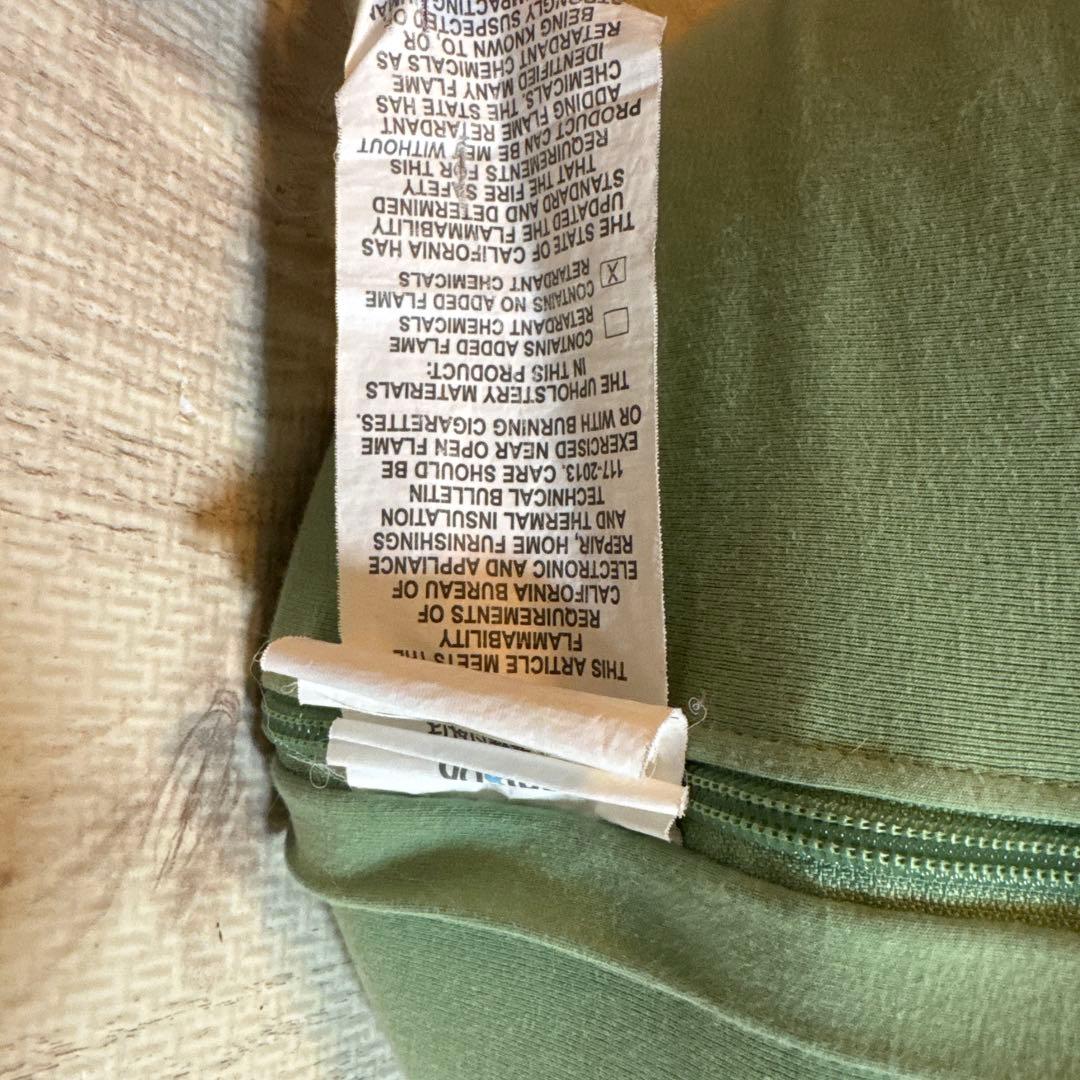 THIS ARTICLE MEETS THE
FLAMMABILITY
REQUIREMENTS OF
CALIFORNIA BUREAU OF
ELECTRONIC AND APPLIANCE
REPAIR, HOME FURNISHINGS
AND THERMAL INSULATION
TECHNICAL BULLETIN
117-2013. CARE SHOULD BE
EXERCISED NEAR OPEN FLAME
OR WITH BURNING CIGARETTES.
THE UPHOLSTERY MATERIALS
IN THIS PRODUCT:
CONTAINS ADDED FLAME
RETARDANT CHEMICALS
X CONTAINS NO ADDED FLAME
RETARDANT CHEMICALS
THE STATE OF CALIFORNIA HAS
UPDATED THE FLAMMABILITY
STANDARD AND DETERMINED
THAT THE FIRE SAFETY
REQUIREMENTS FOR THIS
PRODUCT CAN BE MET WITHOUT
ADDING FLAME RETARDANT
CHEMICALS. THE STATE HAS
IDENTIFIED MANY FLAME
RETARDANT CHEMICALS AS
BEING KNOWN TO, OR
STRONGLY SUSPECTED OF